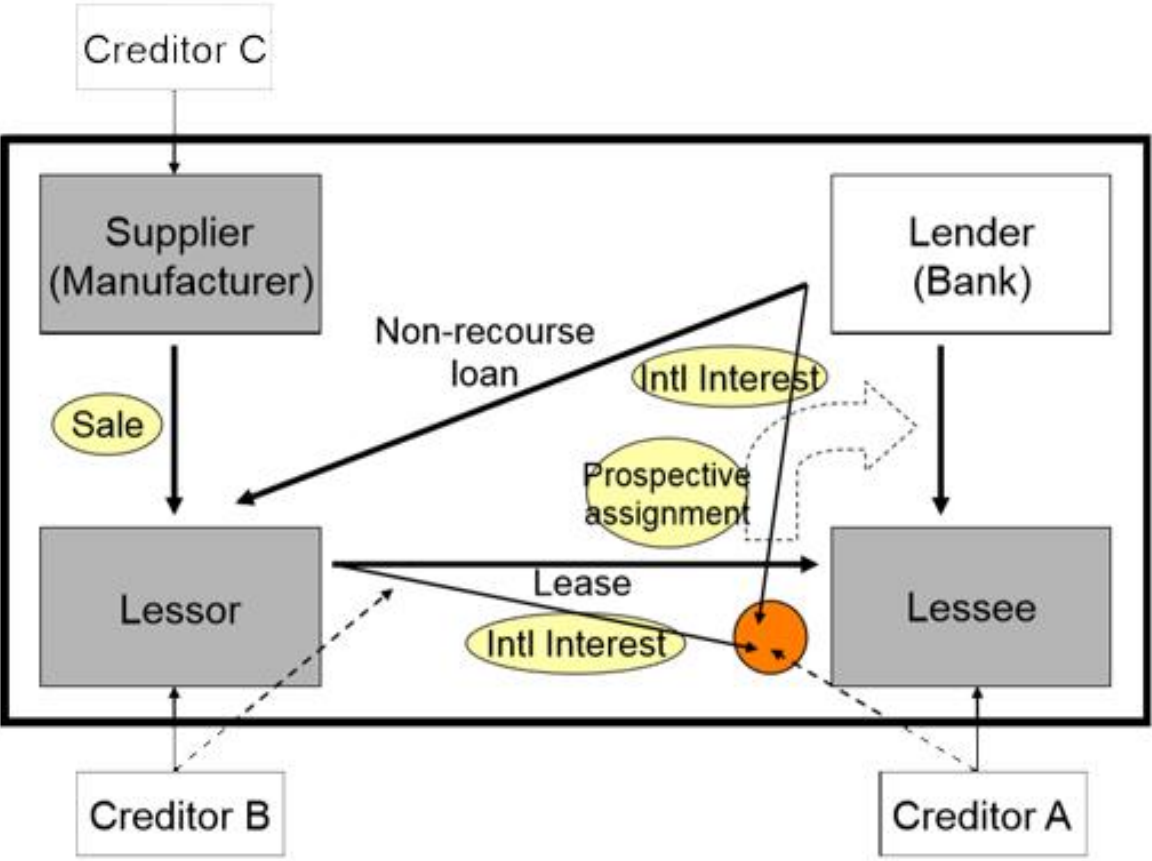 Creditor C
Supplier
(Manufacturer)
Lender
(Bank)
Non-recourse
loan
Intl Interest
Sale
Prospective
assignment
Lease
Lessor
Intl Interest
Lessee
Creditor B
Creditor A